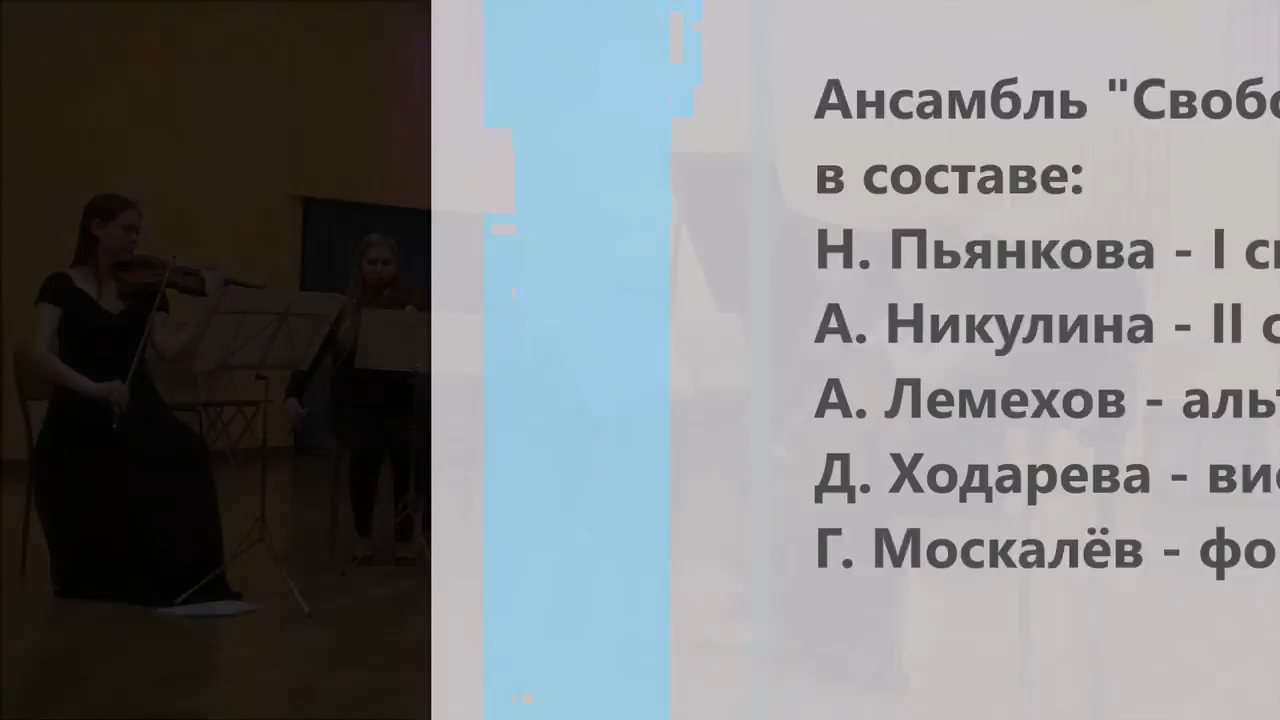 Ансамбль "Свобо
в составе:
Н. Пьянкова - I
А. Никулина - II
А. Лемехов - аль
Д. Ходарева - ви
Г. Москалёв - фо